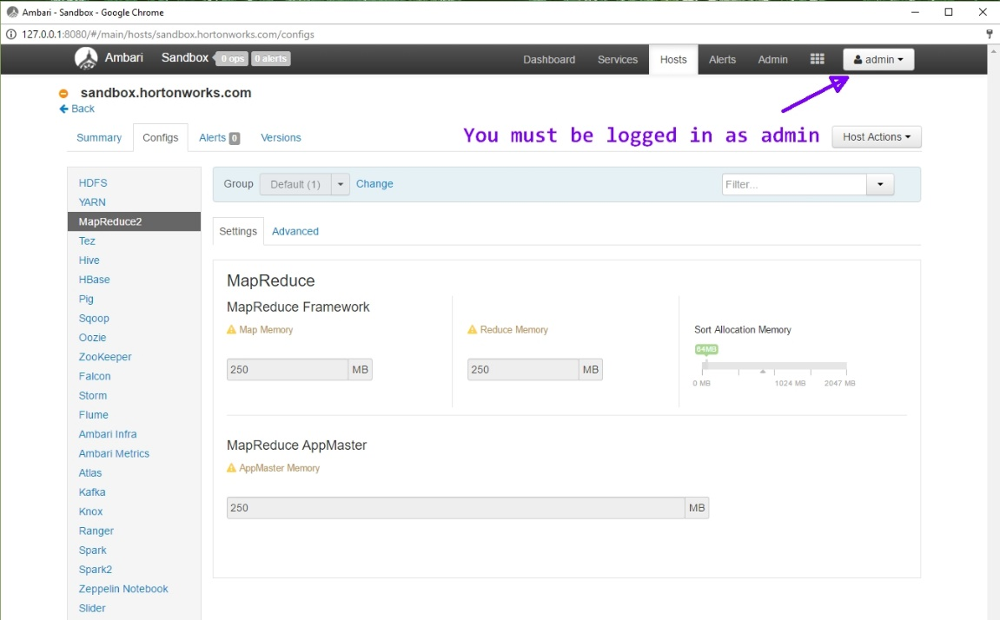 Ambari - Sandbox - Google Chrome
127.0.0.1:8080/#/main/hosts/sandbox.hortonworks.com/configs
Ambari Sandbox 0 ops 0 alerts Dashboard Services Hosts Alerts Admin admin
sandbox.hortonworks.com
Back
Summary Configs Alerts 0 Versions
You must be logged in as admin
Host Actions
HDFS
YARN
MapReduce2
Tez
Hive
HBase
Pig
Sqoop
Oozie
ZooKeeper
Falcon
Storm
Flume
Ambari Infra
Ambari Metrics
Atlas
Kafka
Knox
Ranger
Spark
Spark2
Zeppelin Notebook
Slider
Group Default (1) Change Filter...
Settings Advanced
MapReduce
MapReduce Framework
Map Memory
250 MB
Reduce Memory
250 MB
Sort Allocation Memory
64MB
0 MB 1024 MB 2047 MB
MapReduce AppMaster
AppMaster Memory
250 MB